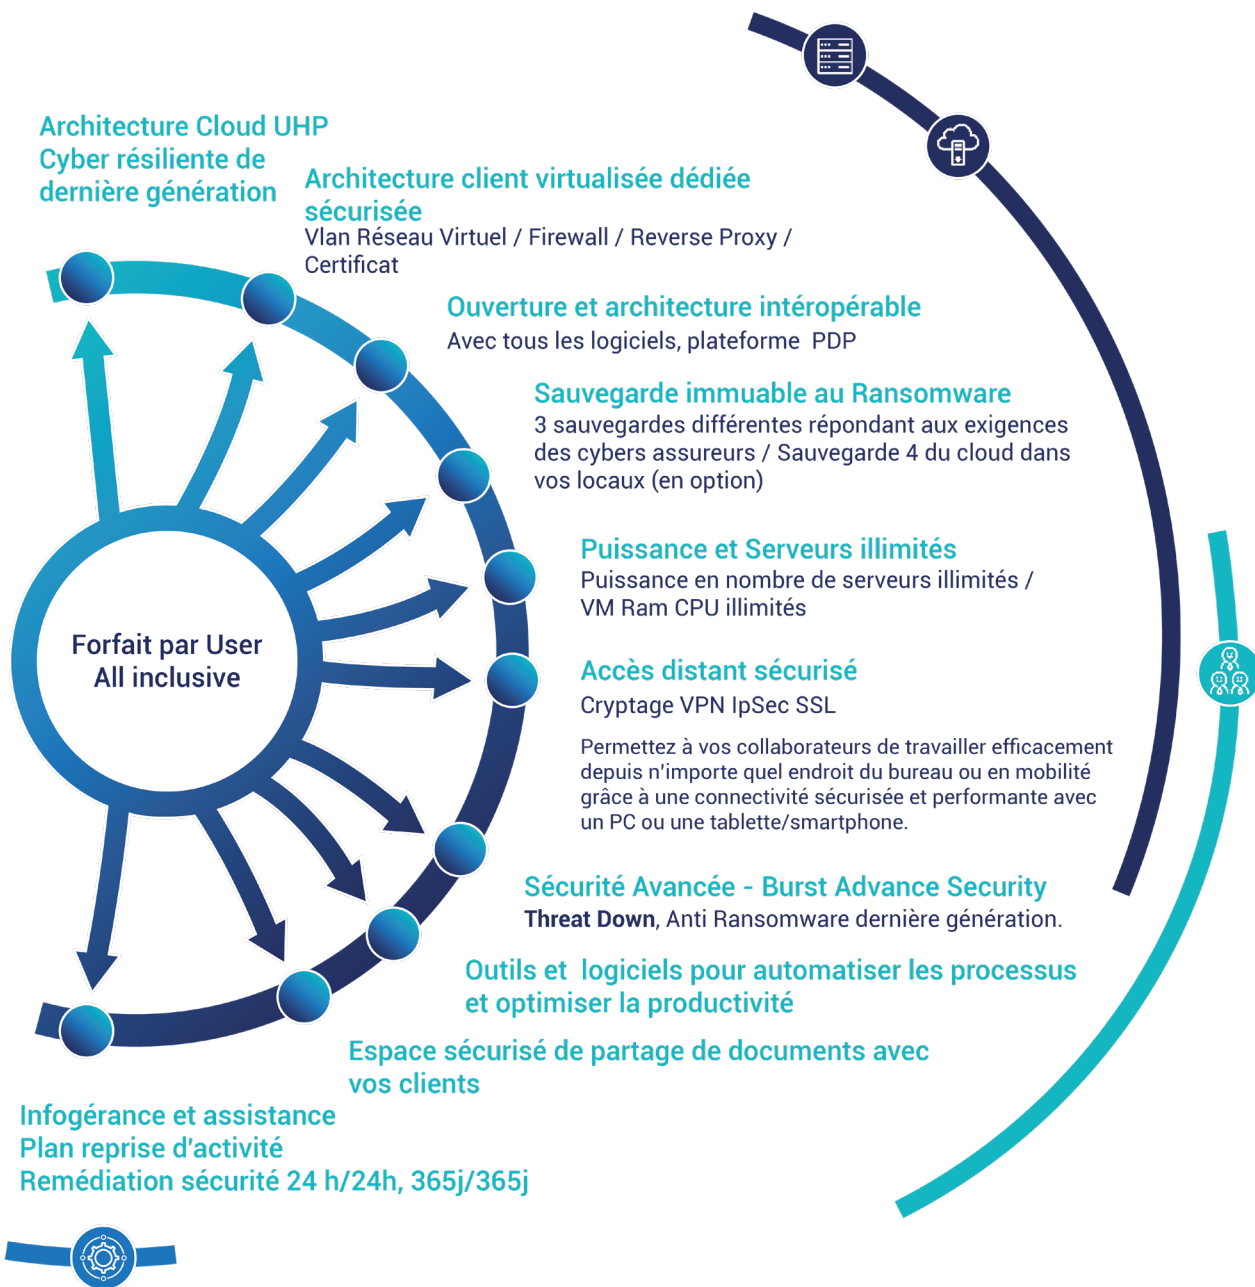 Architecture Cloud UHP
Cyber résiliente de
dernière génération
Architecture client virtualisée dédiée
sécurisée
Vlan Réseau Virtuel / Firewall / Reverse Proxy /
Certificat
Ouverture et architecture intéropérable
Avec tous les logiciels, plateforme  PDP
Sauvegarde immuable au Ransomware
3 sauvegardes différentes répondant aux exigences
des cybers assureurs / Sauvegarde 4 du cloud dans
vos locaux (en option)
Puissance et Serveurs illimités
Puissance en nombre de serveurs illimités /
VM Ram CPU illimités
Forfait par User
All inclusive
Accès distant sécurisé
Cryptage VPN IpSec SSL
Permettez à vos collaborateurs de travailler efficacement
depuis n'importe quel endroit du bureau ou en mobilité
grâce à une connectivité sécurisée et performante avec
un PC ou une tablette/smartphone.
Sécurité Avancée - Burst Advance Security
Threat Down, Anti Ransomware dernière génération.
Outils et  logiciels pour automatiser les processus
et optimiser la productivité
Espace sécurisé de partage de documents avec
vos clients
Infogérance et assistance
Plan reprise d'activité
Remédiation sécurité 24 h/24h, 365j/365j